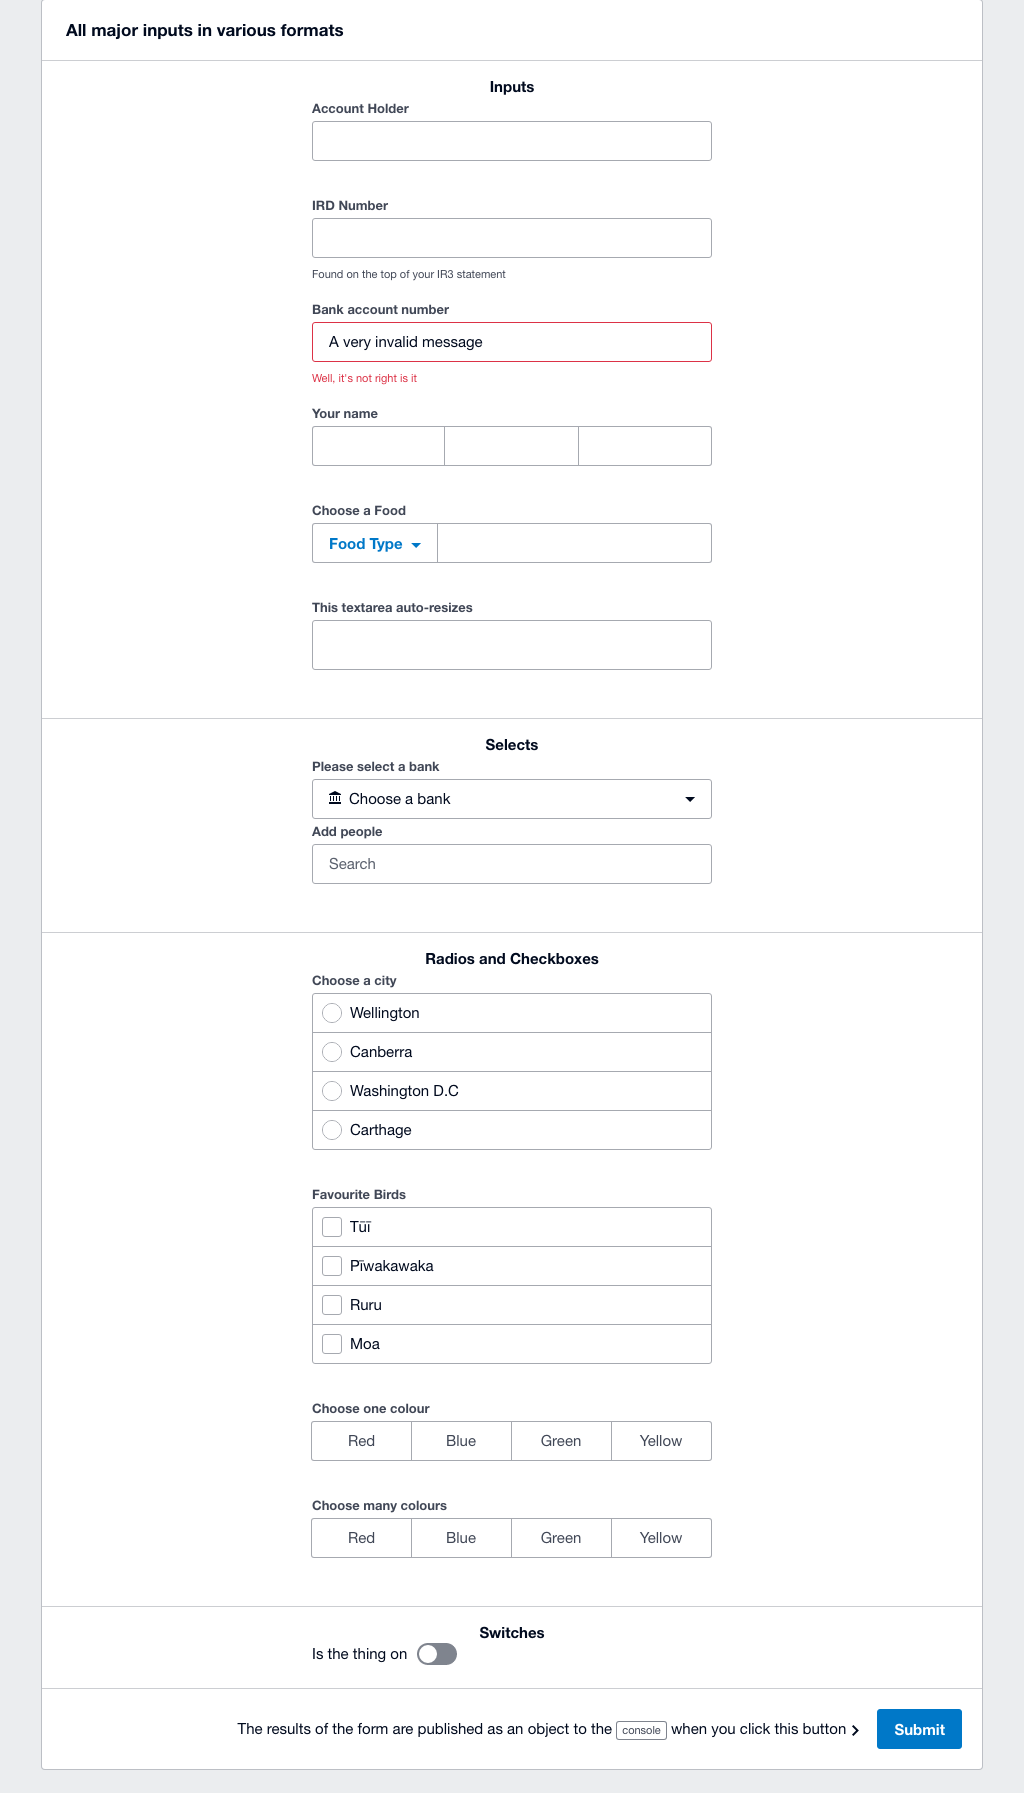 All major inputs in various formats
Inputs
Account Holder
IRD Number
Found on the top of your IR3 statement
Bank account number
A very invalid message
Well, it's not right is it
Your name
Choose a Food
Food Type
This textarea auto-resizes
Selects
Please select a bank
Choose a bank
Add people
Search
Radios and Checkboxes
Choose a city
Wellington
Canberra
Washington D.C
Carthage
Favourite Birds
Tūī
Pīwakawaka
Ruru
Moa
Choose one colour
Red Blue Green Yellow
Choose many colours
Red Blue Green Yellow
Switches
Is the thing on
The results of the form are published as an object to the console when you click this button Submit